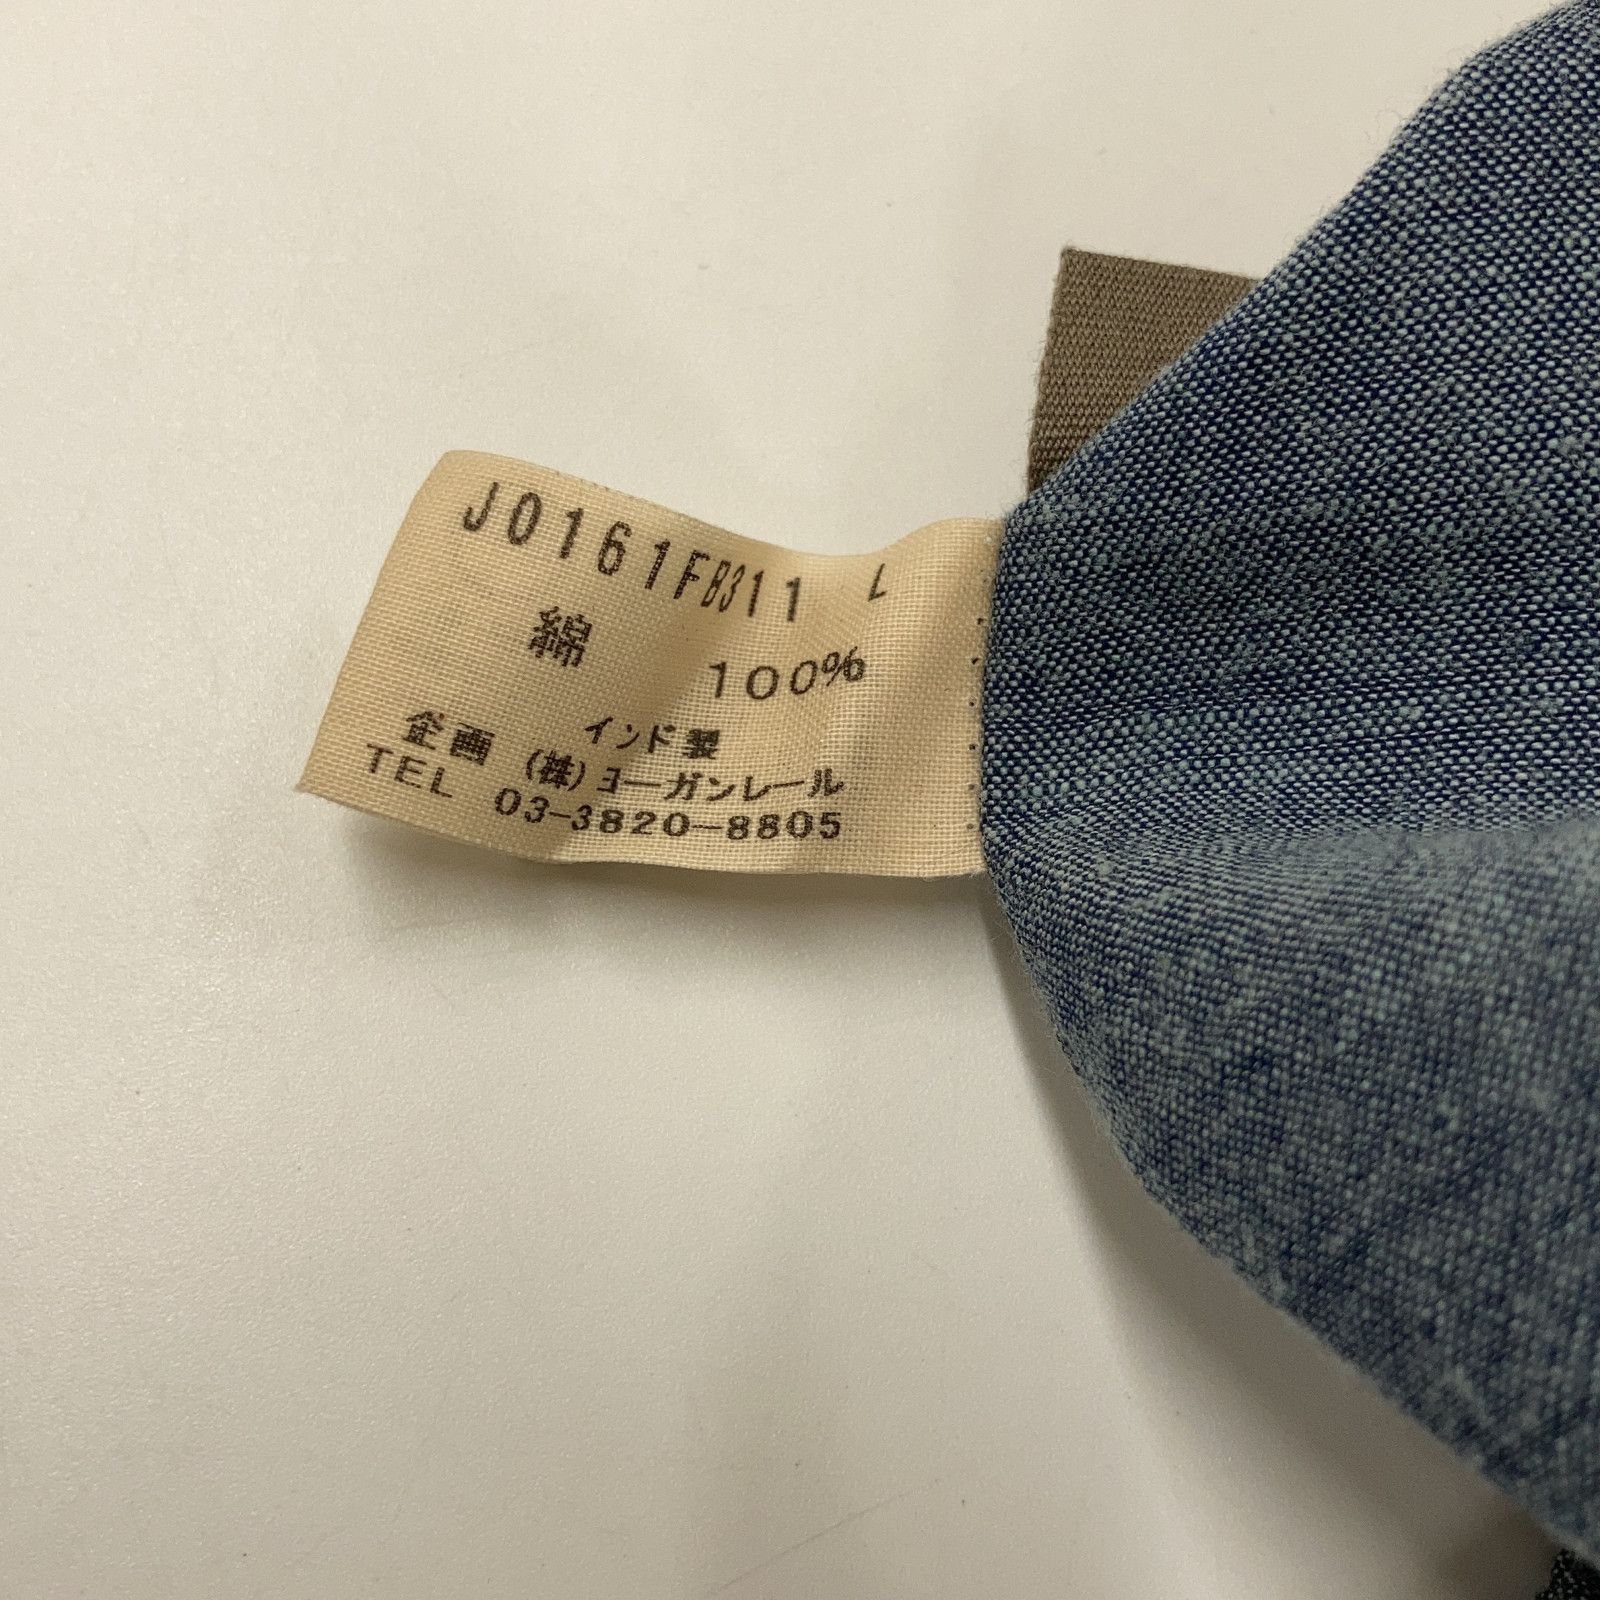 J0161FB311 L
綿 100%
インド製
企画 (株)ヨーガンレール
TEL 03-3820-8805